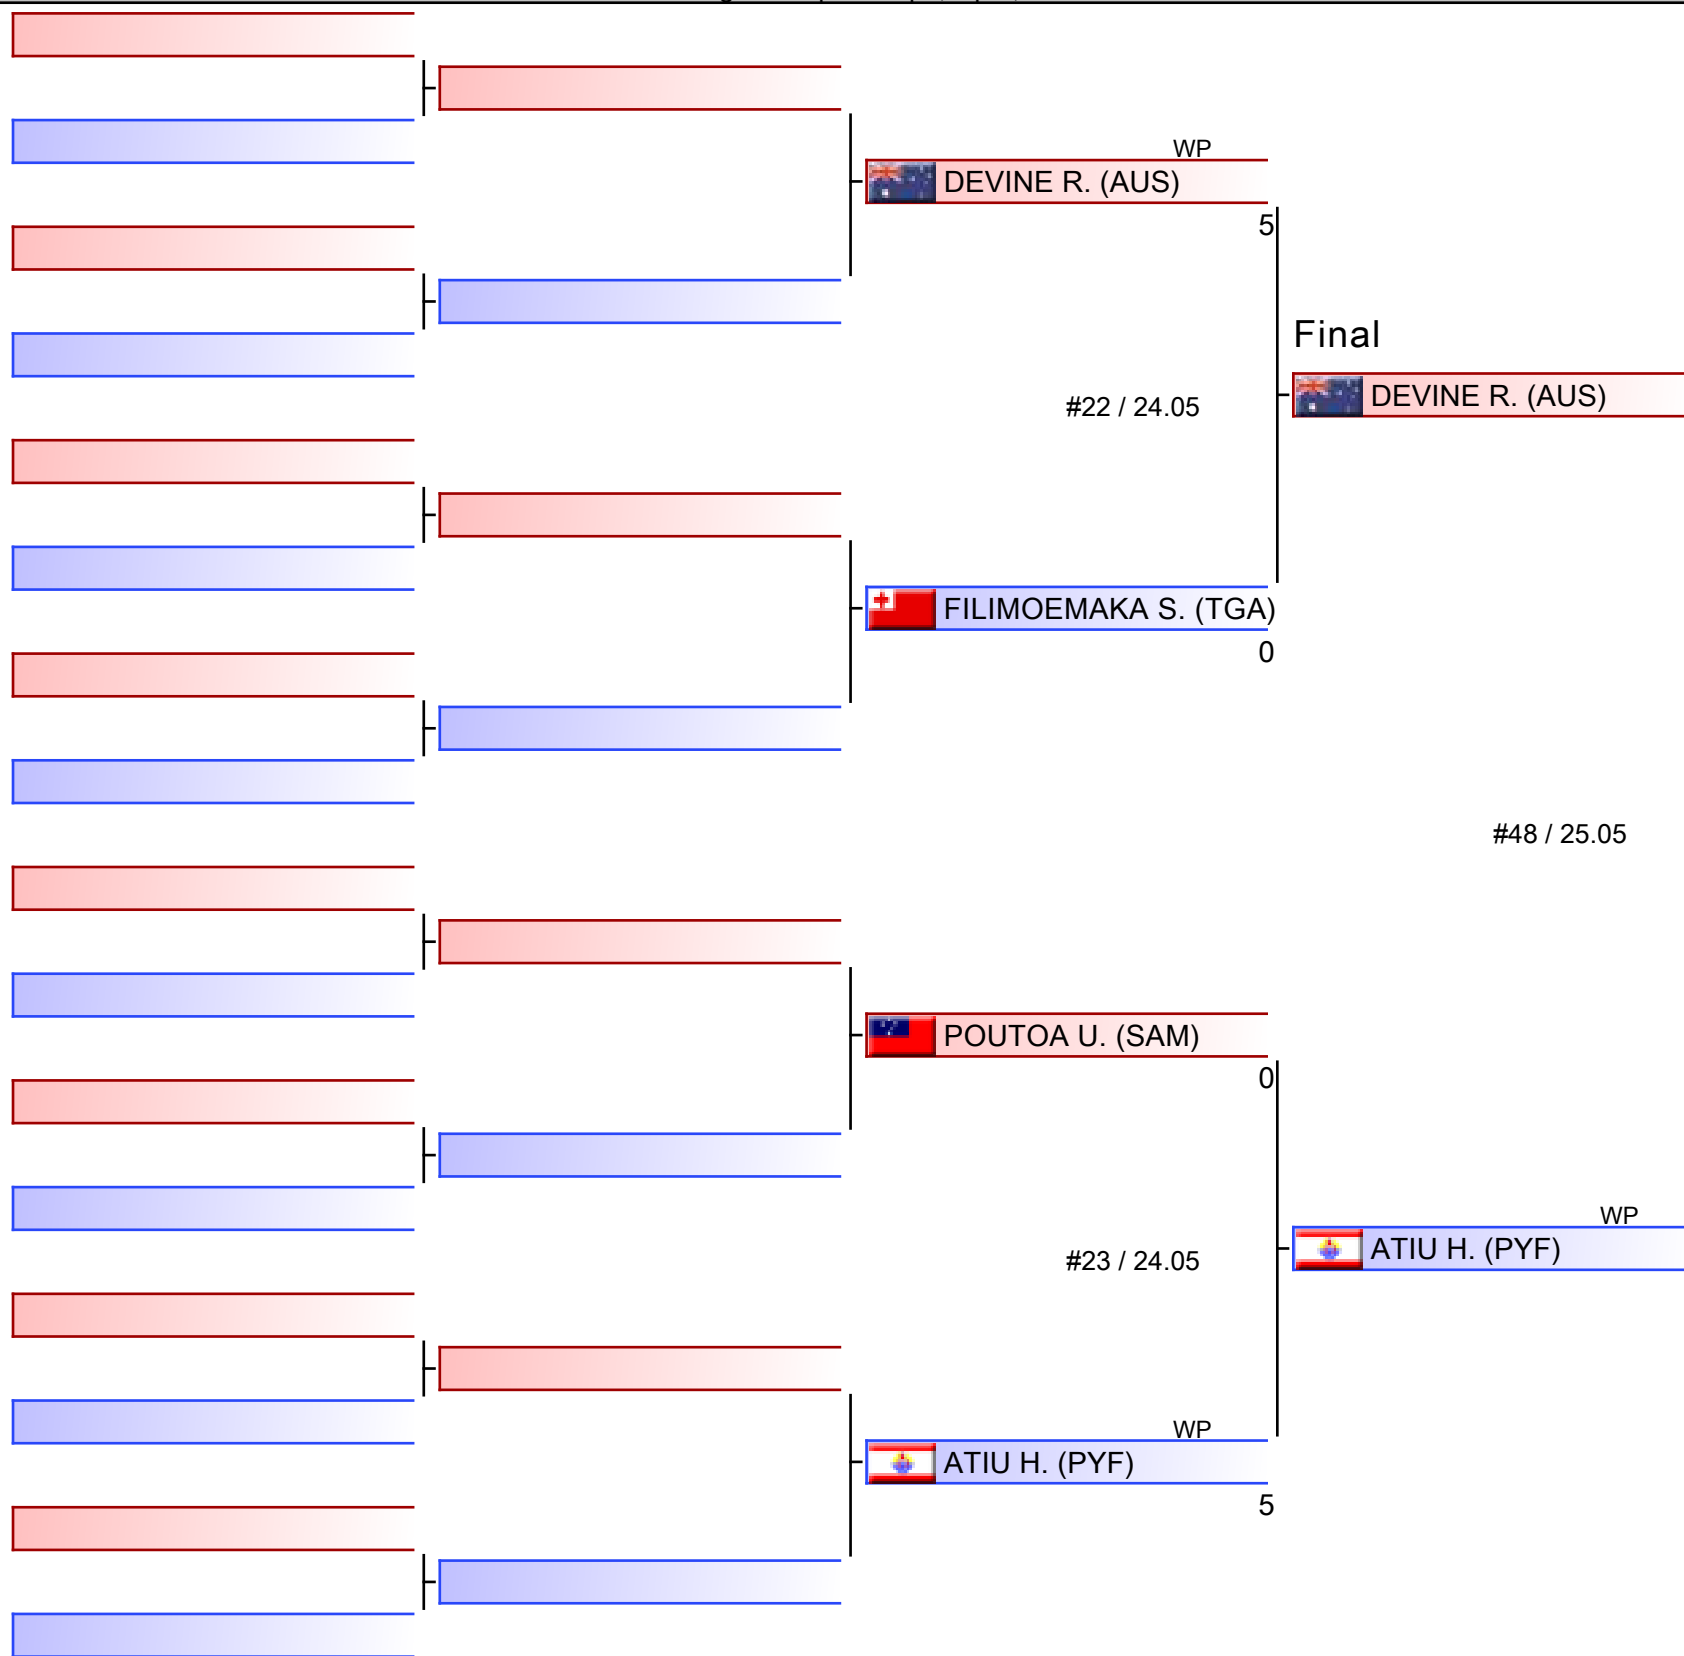 WP
DEVINE R. (AUS)
5
Final
DEVINE R. (AUS)
#22 / 24.05
FILIMOEMAKA S. (TGA)
0
#48 / 25.05
POUTOA U. (SAM)
0
WP
ATIU H. (PYF)
#23 / 24.05
WP
ATIU H. (PYF)
5